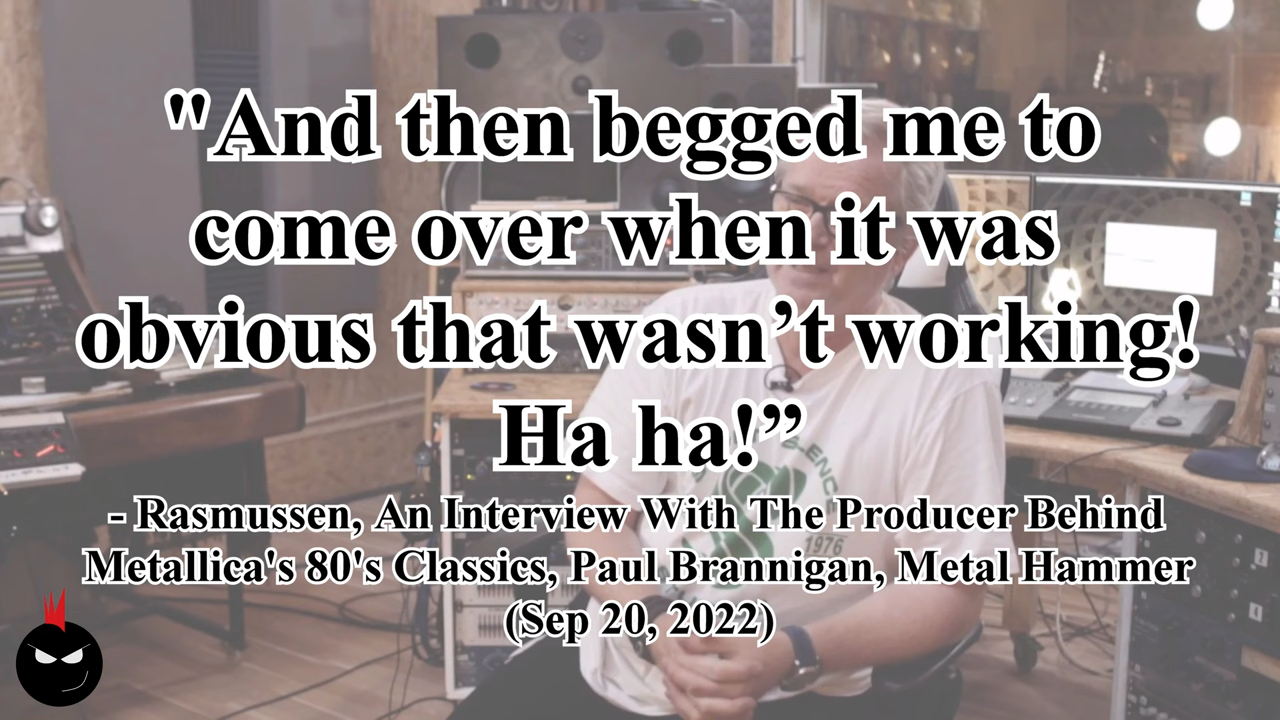 "And then begged me to
come over when it was
obvious that wasn’t working!
Ha ha!”
- Rasmussen, An Interview With The Producer Behind
Metallica's 80's Classics, Paul Brannigan, Metal Hammer
(Sep 20, 2022)
1976